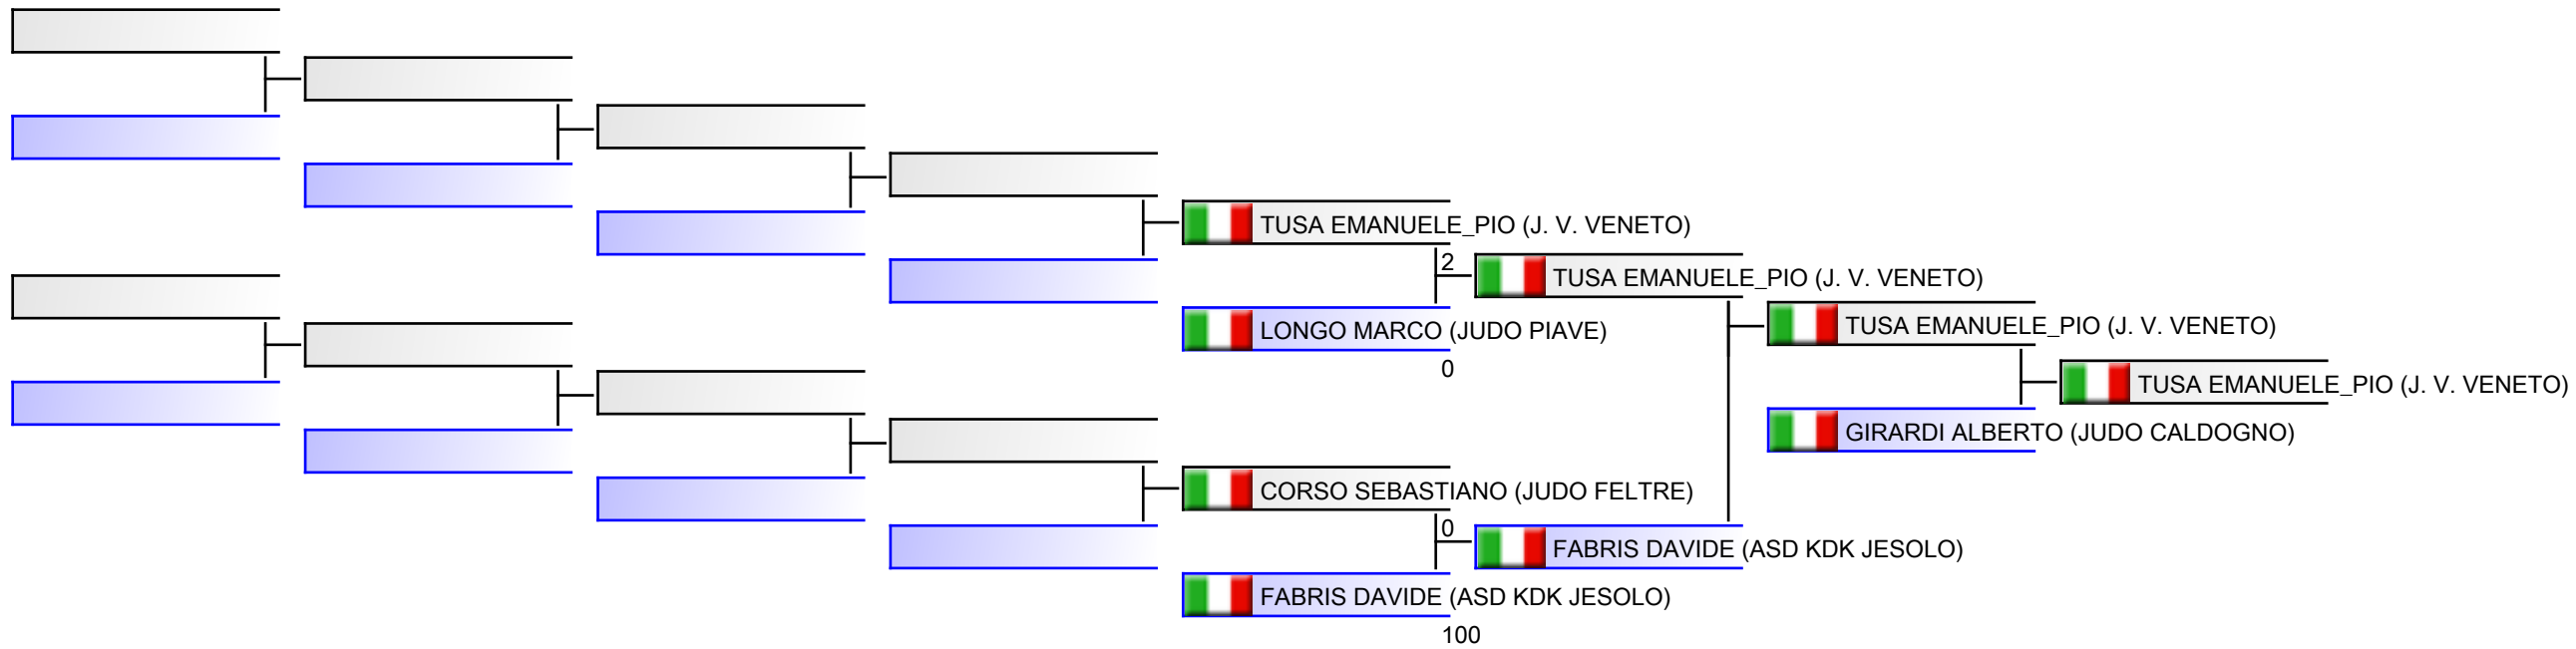 TUSA EMANUELE_PIO (J. V. VENETO)
2
TUSA EMANUELE_PIO (J. V. VENETO)
LONGO MARCO (JUDO PIAVE)
TUSA EMANUELE_PIO (J. V. VENETO)
0
TUSA EMANUELE_PIO (J. V. VENETO)
GIRARDI ALBERTO (JUDO CALDOGNO)
CORSO SEBASTIANO (JUDO FELTRE)
0
FABRIS DAVIDE (ASD KDK JESOLO)
FABRIS DAVIDE (ASD KDK JESOLO)
100